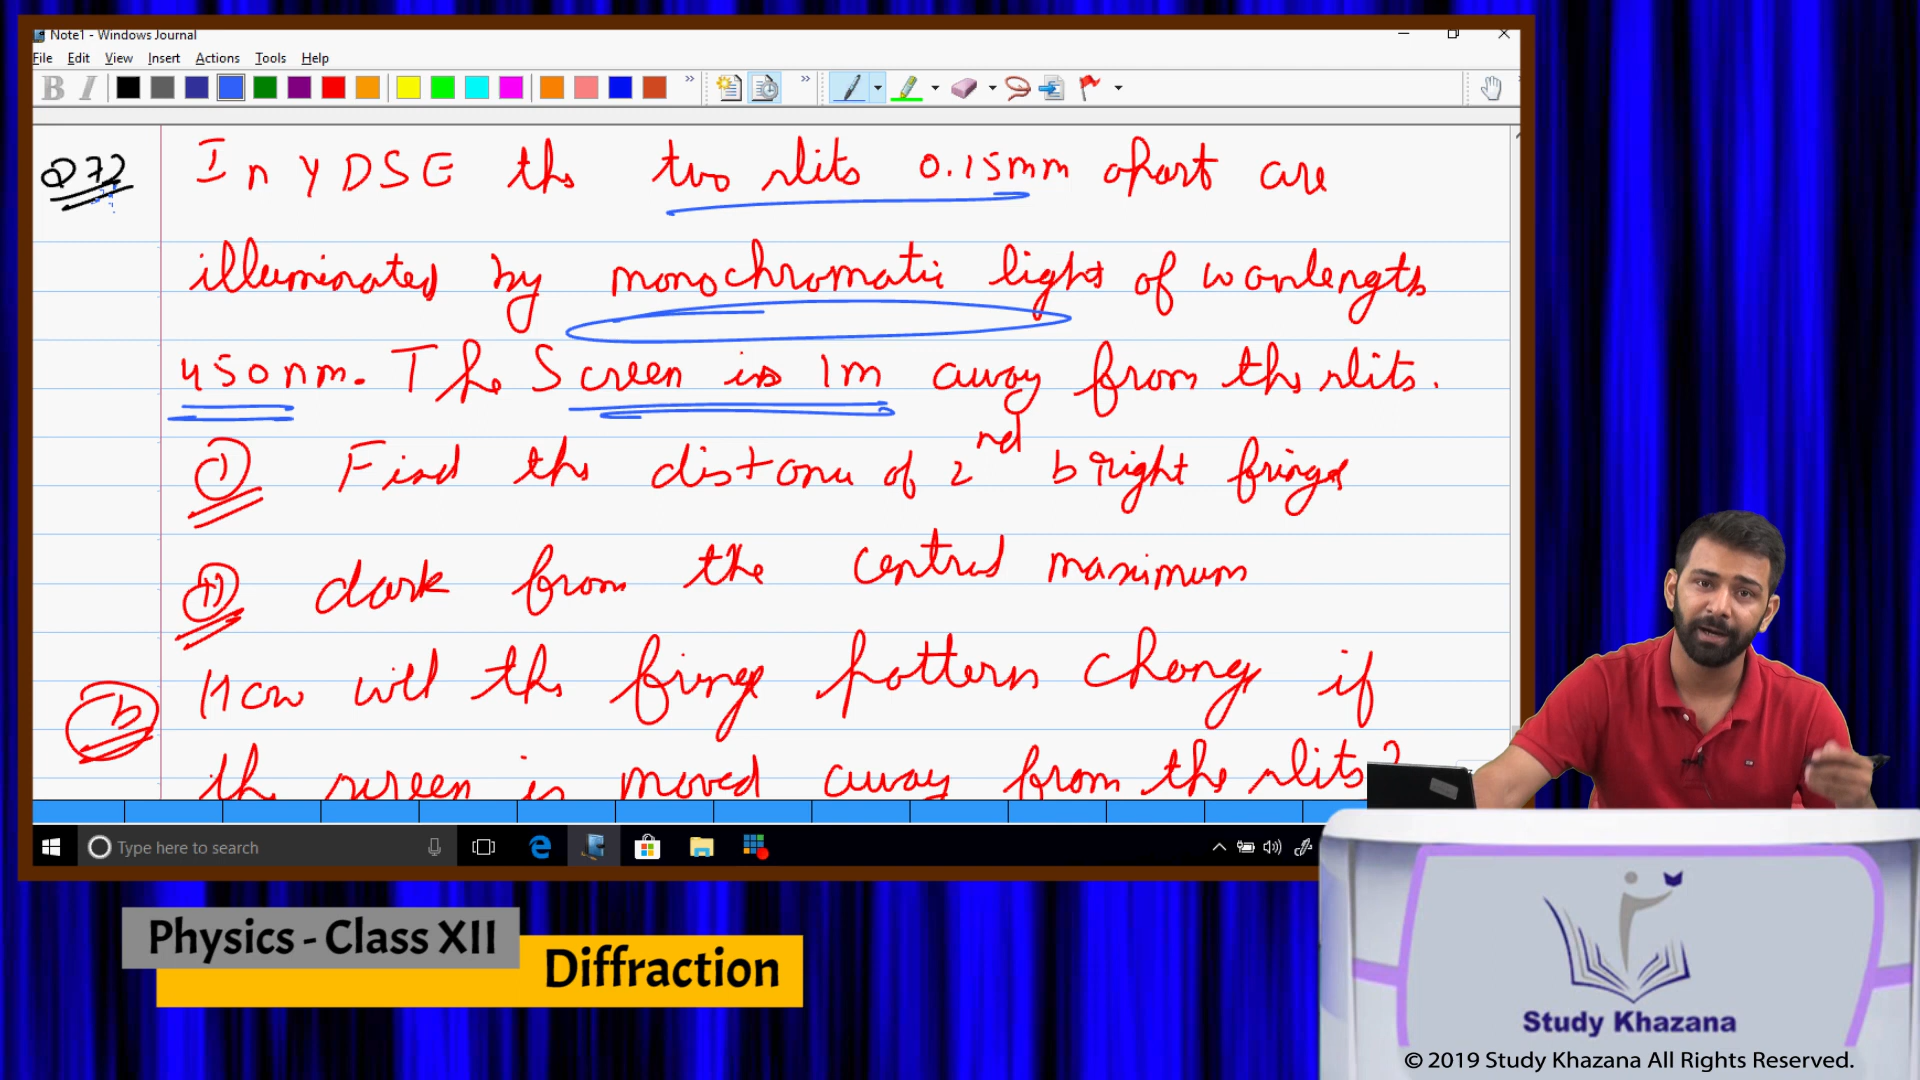 Note1 - Windows Journal
File Edit View Insert Actions Tools Help
B I
Q7)
In YDSE the two slits 0.15mm apart are
illuminated by monochromatic light of wavlength
450nm. The Screen is 1m away from the slits.
(I) Find the distance of 2nd bright fringe
(II) dark from the central maximum
(b) How will the fringe pattern change if
the screen is moved away from the slits?
Type here to search
Physics - Class XII
Diffraction
Study Khazana
© 2019 Study Khazana All Rights Reserved.